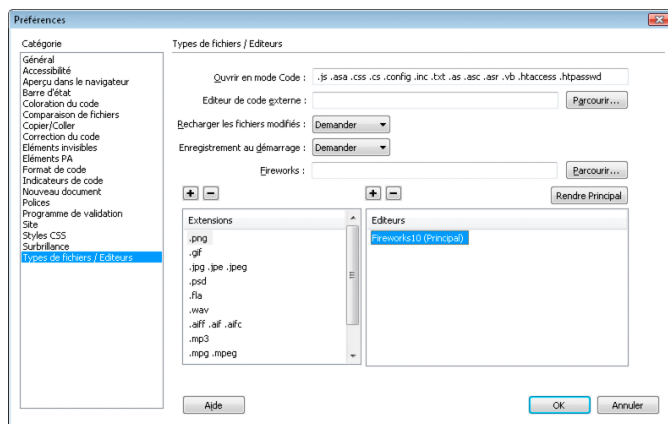 Préférences
Catégorie
Général
Accessibilité
Aperçu dans le navigateur
Barre d'état
Coloration du code
Comparaison de fichiers
Copier/Coller
Correction du code
Eléments invisibles
Eléments PA
Format de code
Indicateurs de code
Nouveau document
Polices
Programme de validation
Site
Styles CSS
Surbrillance
Types de fichiers / Editeurs
Types de fichiers / Editeurs
Ouvrir en mode Code : .js .asa .css .cs .config .inc .txt .as .asc .asr .vb .htaccess .htpasswd
Editeur de code externe : Parcourir...
Recharger les fichiers modifiés : Demander
Enregistrement au démarrage : Demander
Fireworks : Parcourir...
Rendre Principal
Extensions
.png
.gif
.jpg .jpe .jpeg
.psd
.fla
.wav
.aiff .aif .aifc
.mp3
.mpg .mpeg
Editeurs
Fireworks10 (Principal)
Aide
OK
Annuler